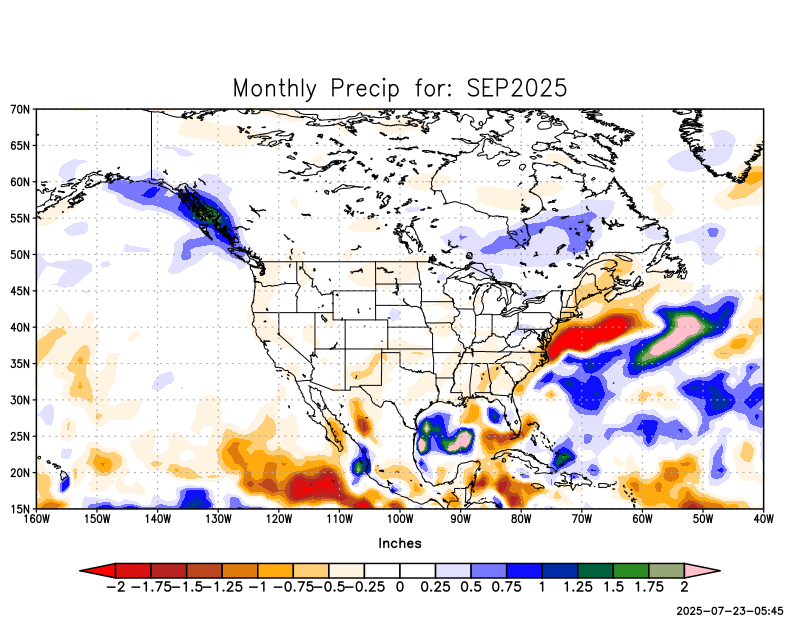 Monthly Precip for: SEP2025
70N
65N
60N
55N
50N
45N
40N
35N
30N
25N
20N
15N
160W 150W 140W 130W 120W 110W 100W 90W 80W 70W 60W 50W 40W
Inches
-2 -1.75 -1.5 -1.25 -1 -0.75 -0.5 -0.25 0 0.25 0.5 0.75 1 1.25 1.5 1.75 2
2025-07-23-05:45